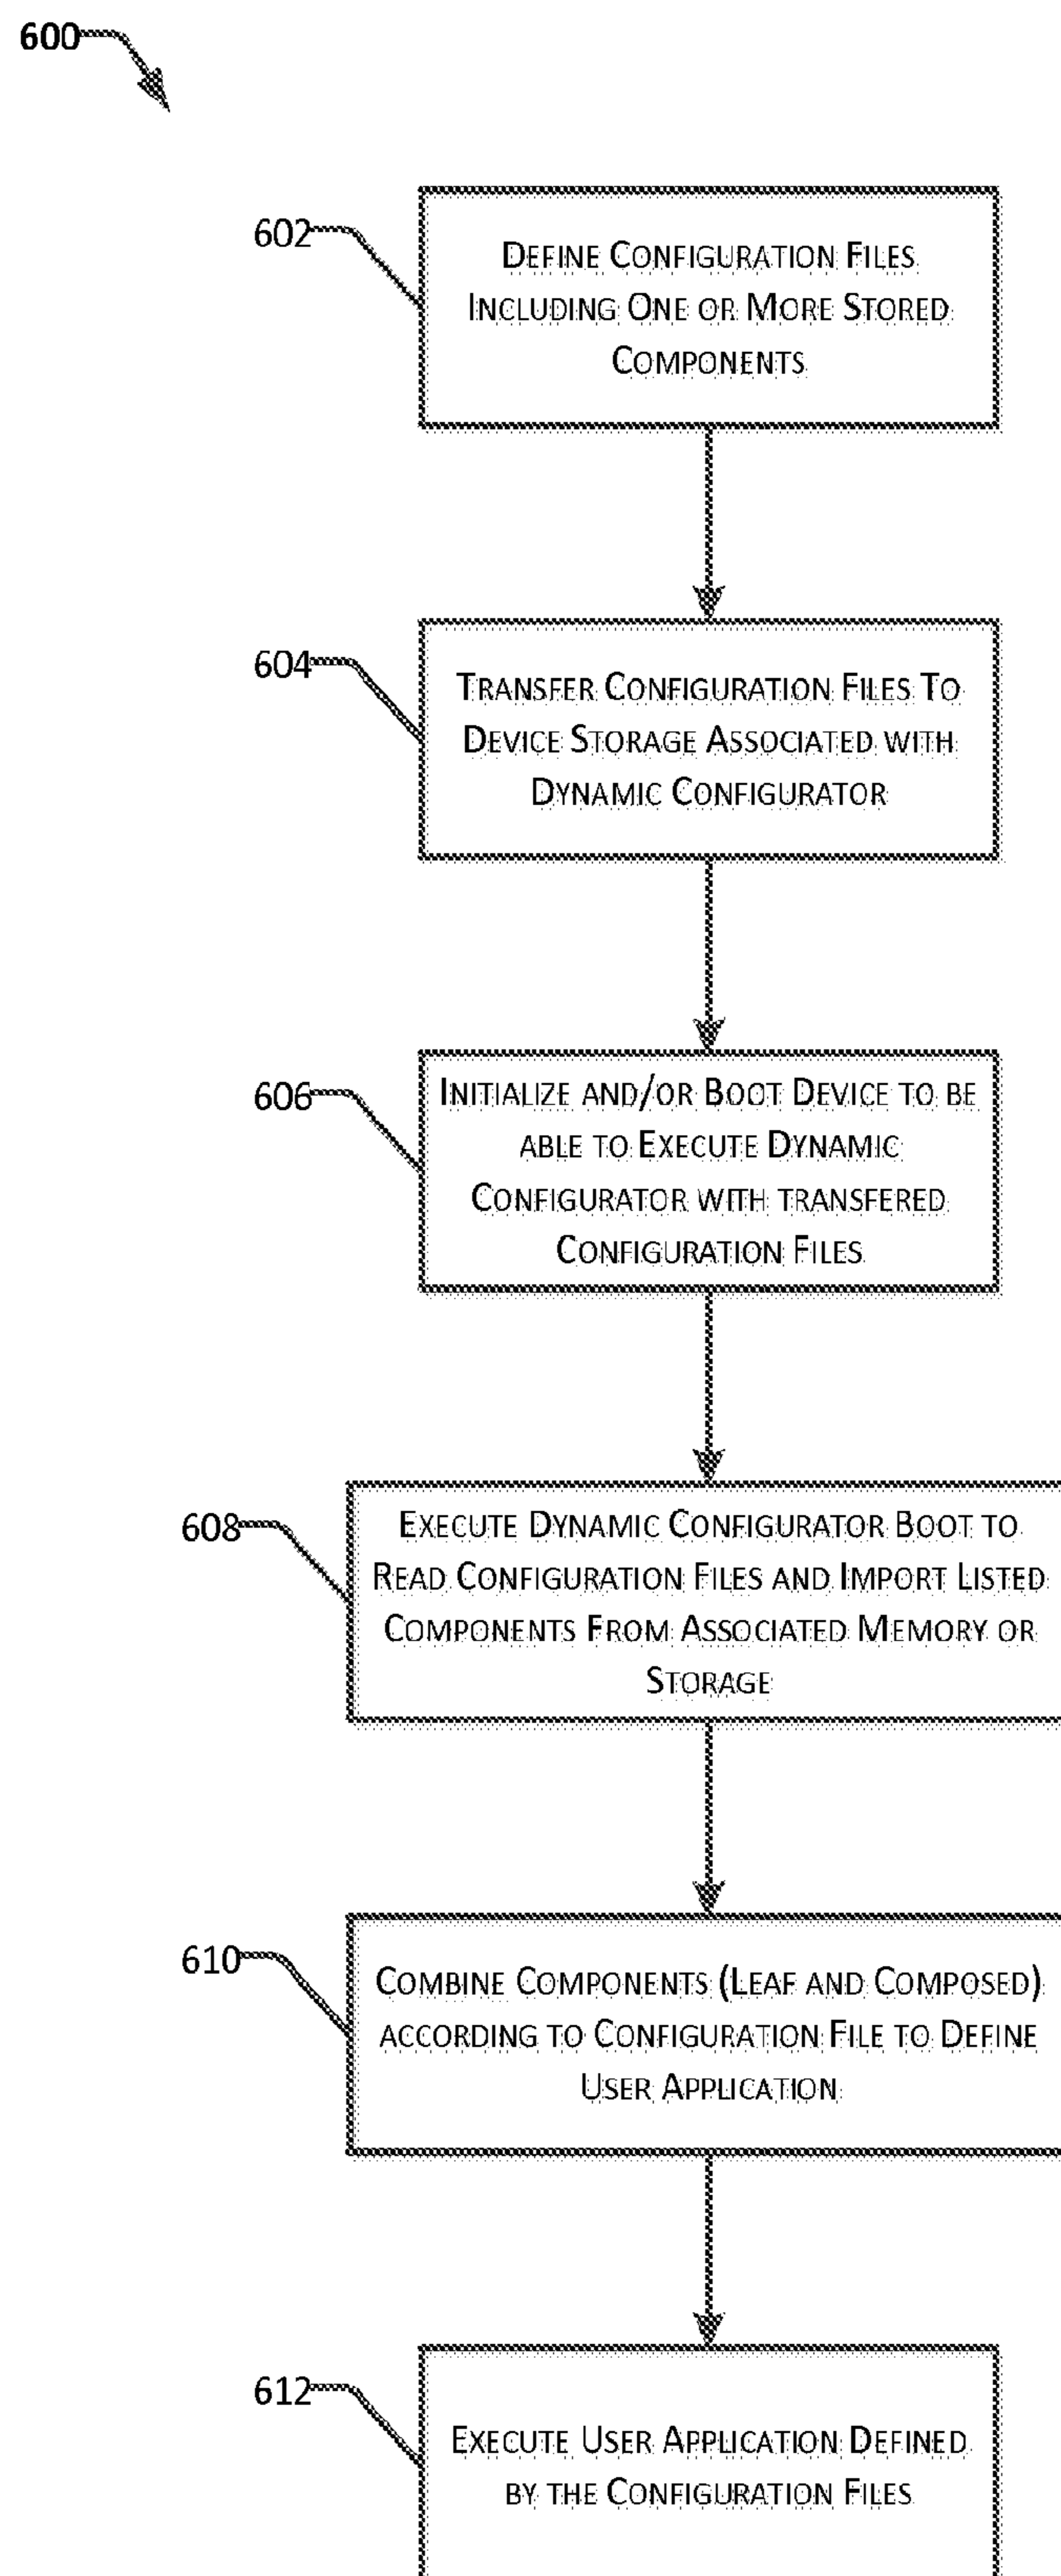 600
602
DEFINE CONFIGURATION FILES
INCLUDING ONE OR MORE STORED
COMPONENTS
604
TRANSFER CONFIGURATION FILES TO
DEVICE STORAGE ASSOCIATED WITH
DYNAMIC CONFIGURATOR
606
INITIALIZE AND/OR BOOT DEVICE TO BE
ABLE TO EXECUTE DYNAMIC
CONFIGURATOR WITH TRANSFERED
CONFIGURATION FILES
608
EXECUTE DYNAMIC CONFIGURATOR BOOT TO
READ CONFIGURATION FILES AND IMPORT LISTED
COMPONENTS FROM ASSOCIATED MEMORY OR
STORAGE
610
COMBINE COMPONENTS (LEAF AND COMPOSED)
ACCORDING TO CONFIGURATION FILE TO DEFINE
USER APPLICATION
612
EXECUTE USER APPLICATION DEFINED
BY THE CONFIGURATION FILES